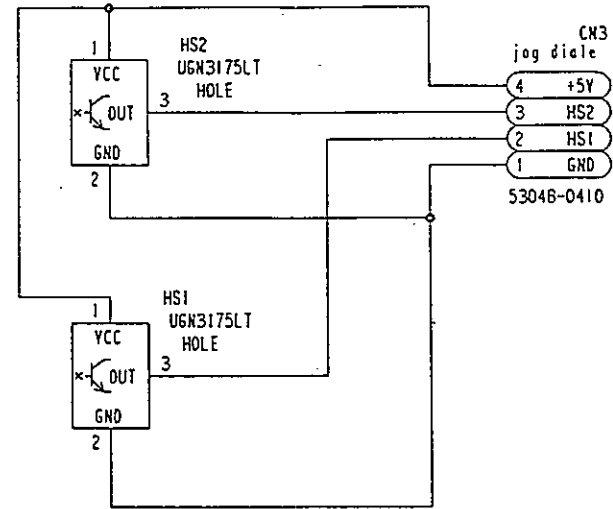 CN3
jog diale
4 +5V
3 HS2
2 HS1
1 GND
53046-0410
HS2
UGN3175LT
HOLE
1
VCC
OUT
3
GND
2
HS1
UGN3175LT
HOLE
1
VCC
OUT
3
GND
2